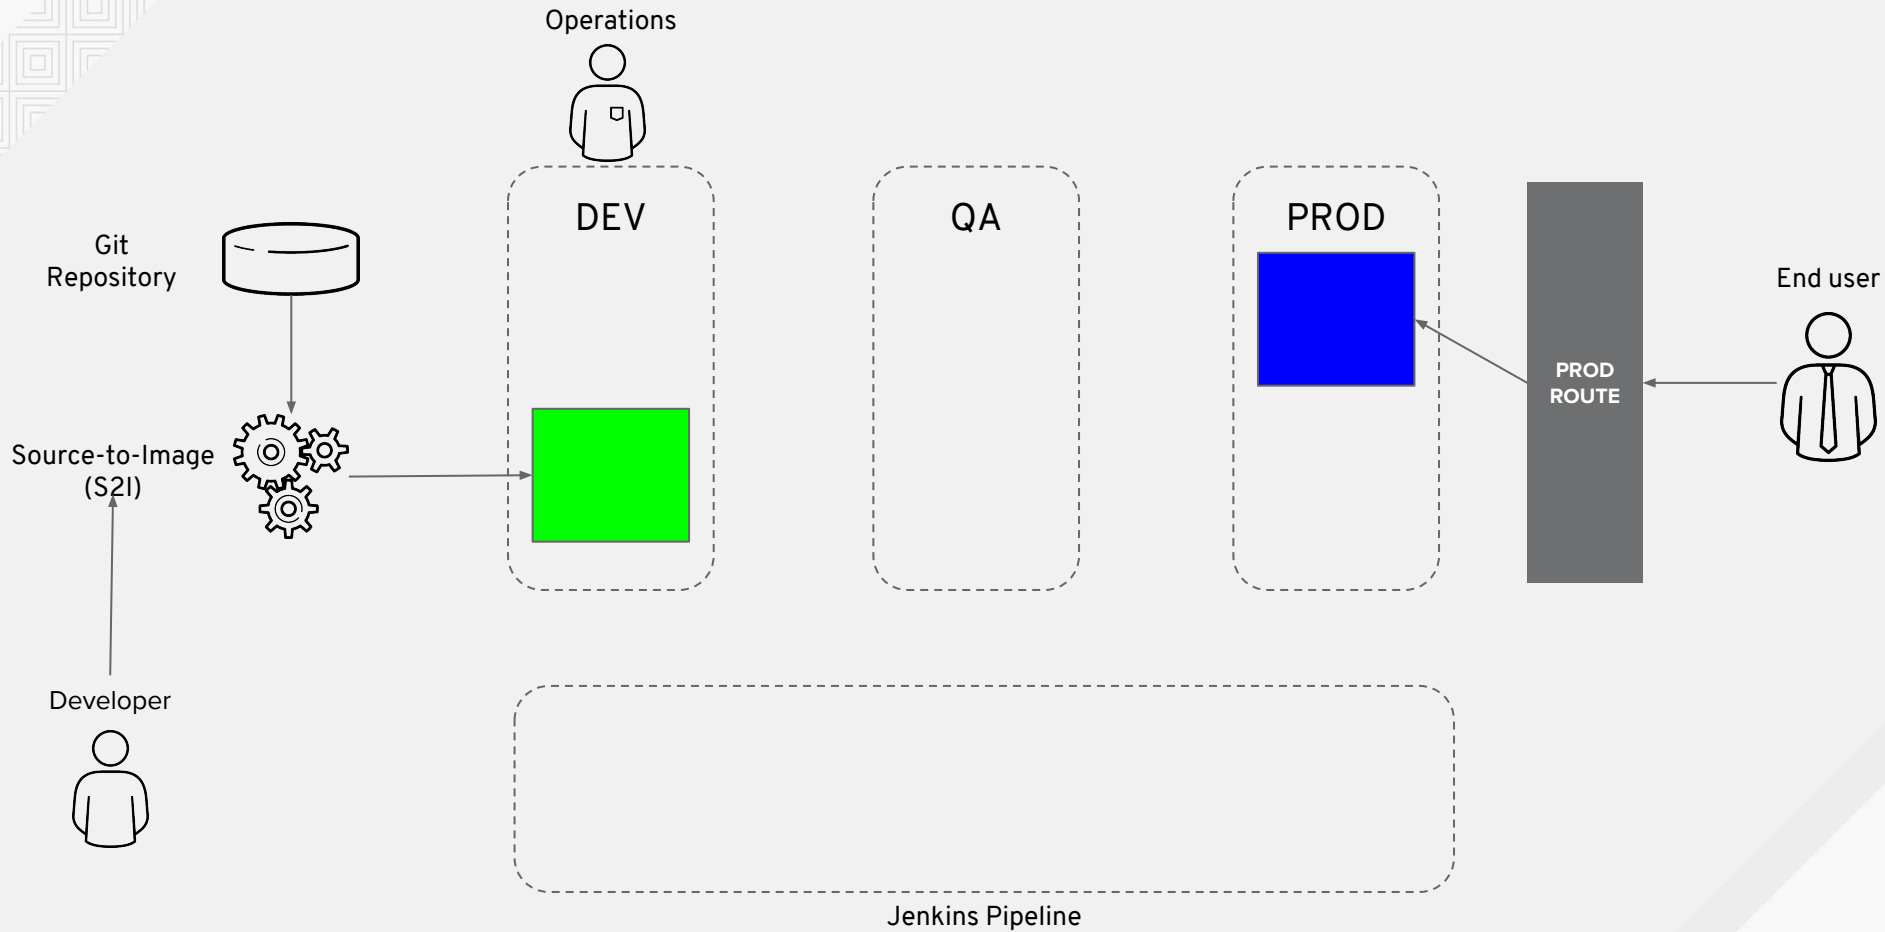 Operations
DEV
QA
PROD
Git
Repository
End user
PROD
ROUTE
Source-to-Image
(S2I)
Developer
Jenkins Pipeline